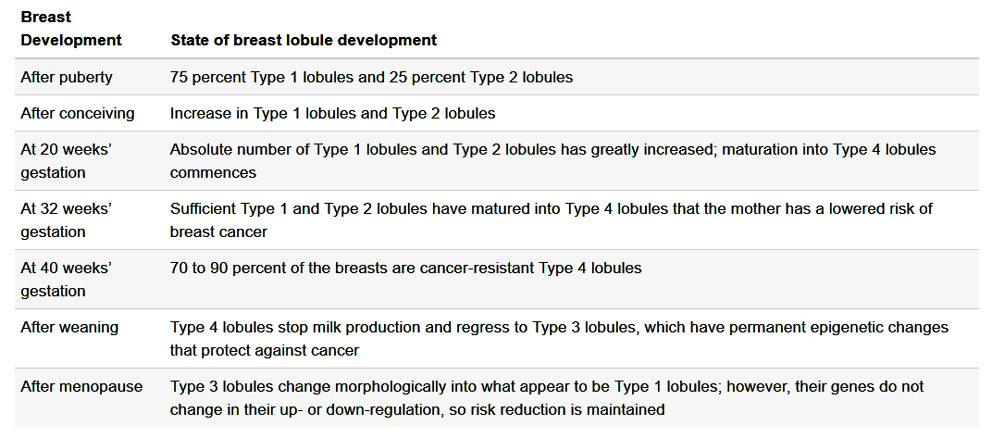 Breast
Development State of breast lobule development
After puberty 75 percent Type 1 lobules and 25 percent Type 2 lobules
After conceiving Increase in Type 1 lobules and Type 2 lobules
At 20 weeks’ Absolute number of Type 1 lobules and Type 2 lobules has greatly increased; maturation into Type 4 lobules
gestation commences
At 32 weeks’ Sufficient Type 1 and Type 2 lobules have matured into Type 4 lobules that the mother has a lowered risk of
gestation breast cancer
At 40 weeks’ 70 to 90 percent of the breasts are cancer-resistant Type 4 lobules
gestation
After weaning Type 4 lobules stop milk production and regress to Type 3 lobules, which have permanent epigenetic changes
that protect against cancer
After menopause Type 3 lobules change morphologically into what appear to be Type 1 lobules; however, their genes do not
change in their up- or down-regulation, so risk reduction is maintained